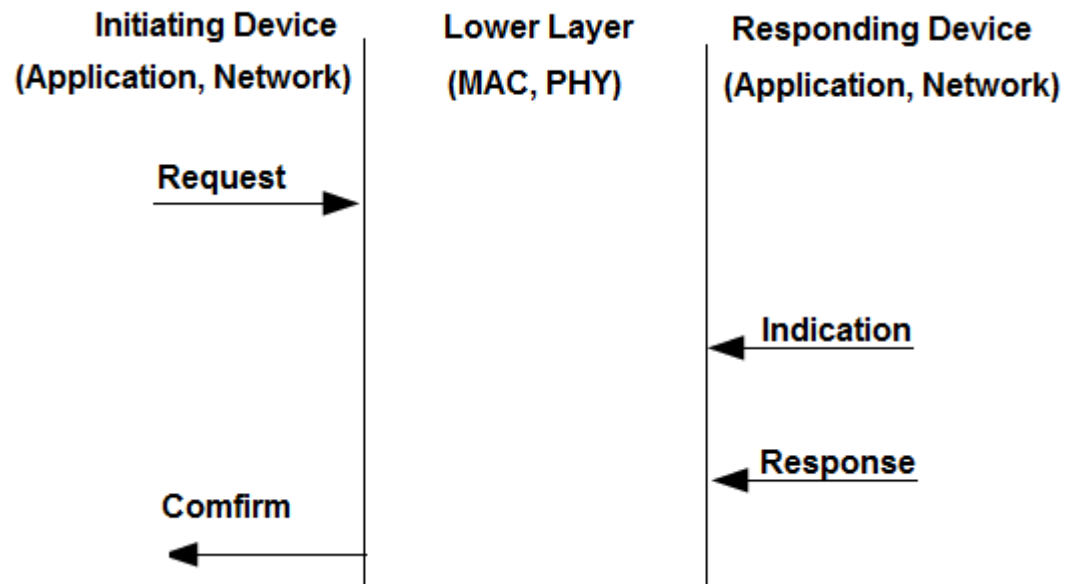 Initiating Device
(Application, Network)
Lower Layer
(MAC, PHY)
Responding Device
(Application, Network)
Request
Indication
Response
Comfirm